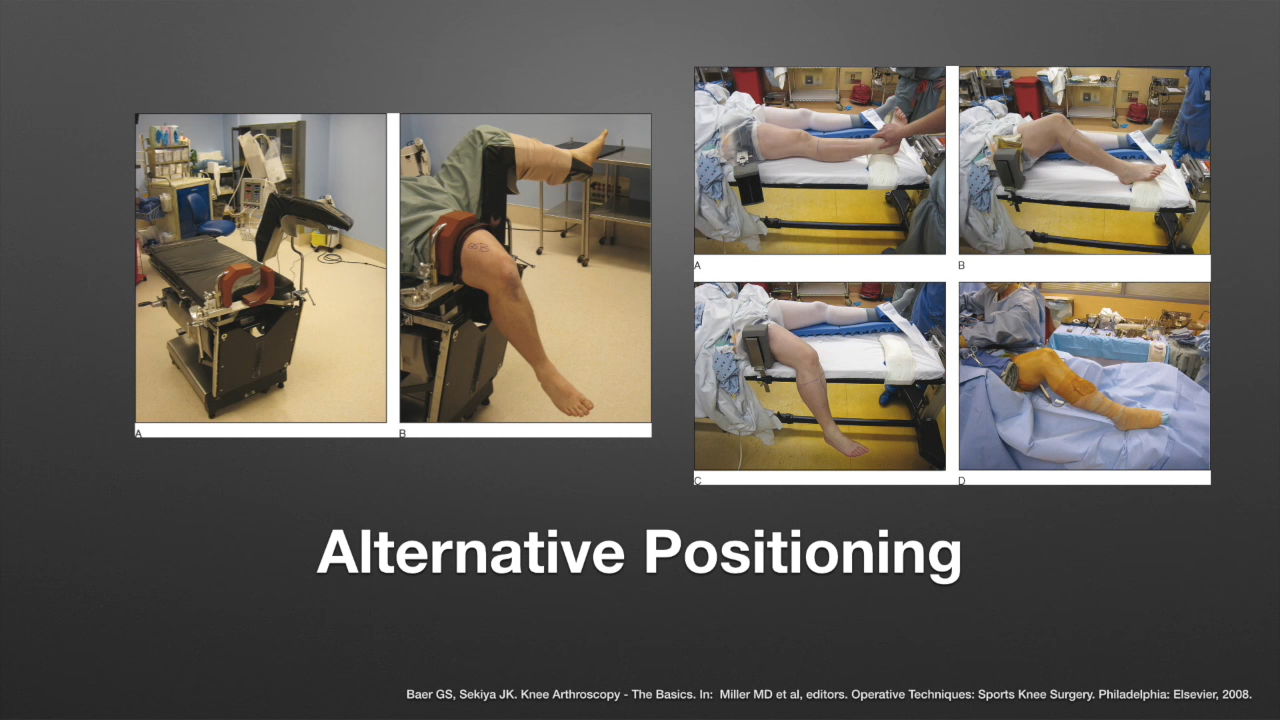 A
B
A
B
C
D
Alternative Positioning
Baer GS, Sekiya JK. Knee Arthroscopy - The Basics. In: Miller MD et al, editors. Operative Techniques: Sports Knee Surgery. Philadelphia: Elsevier, 2008.